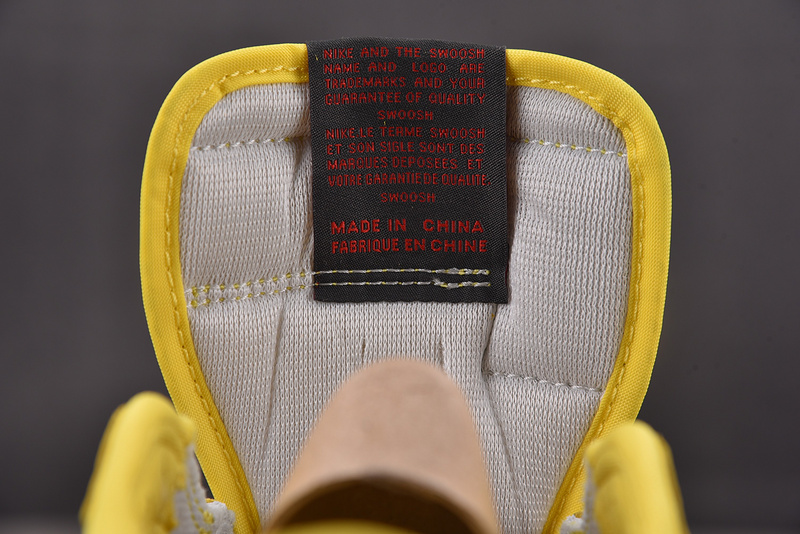 NIKE AND THE SWOOSH
NAME AND LOGO ARE
TRADEMARKS AND YOUR
GUARANTEE OF QUALITY
SWOOSH
NIKE LE TERME SWOOSH
ET SON SIGLE SONT DES
MARQUES DEPOSEES ET
VOTRE GARANTIE DE QUALITE
SWOOSH
MADE IN CHINA
FABRIQUE EN CHINE